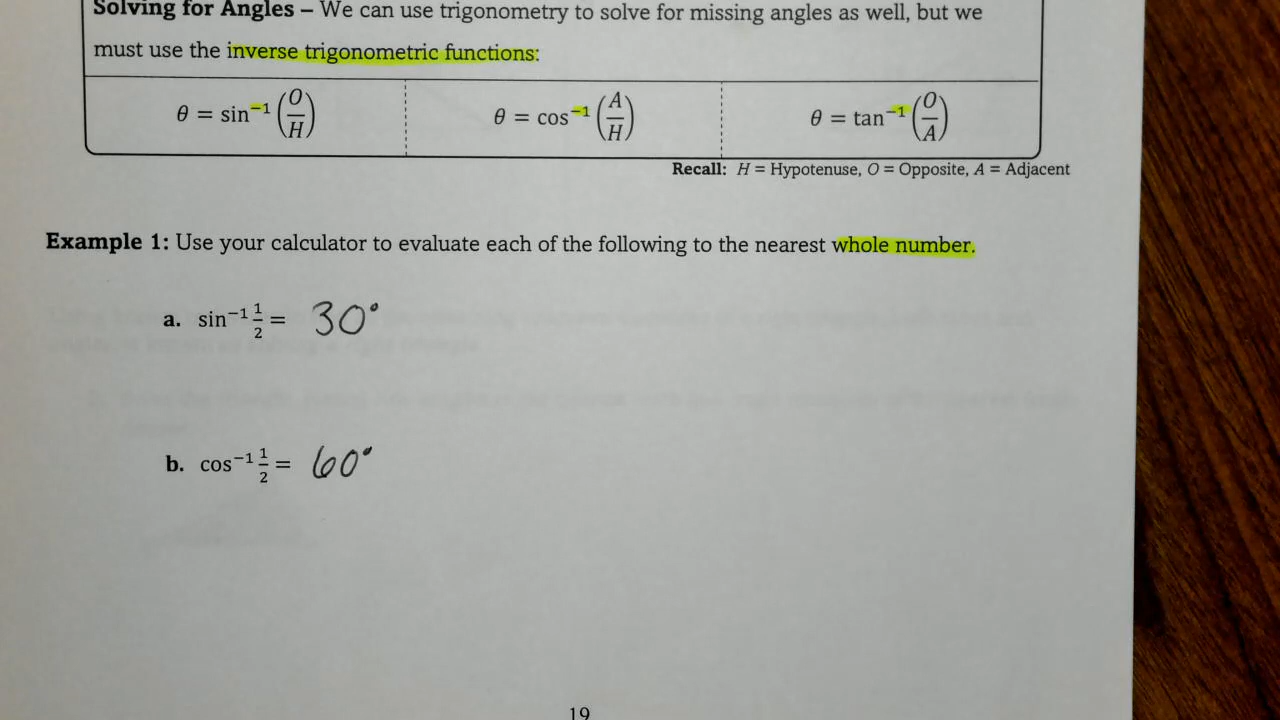 Solving for Angles – We can use trigonometry to solve for missing angles as well, but we
must use the inverse trigonometric functions:
θ = sin⁻¹(O/H) θ = cos⁻¹(A/H) θ = tan⁻¹(O/A)
Recall: H = Hypotenuse, O = Opposite, A = Adjacent
Example 1: Use your calculator to evaluate each of the following to the nearest whole number.
a. sin⁻¹ 1/2 = 30°
b. cos⁻¹ 1/2 = 60°
19